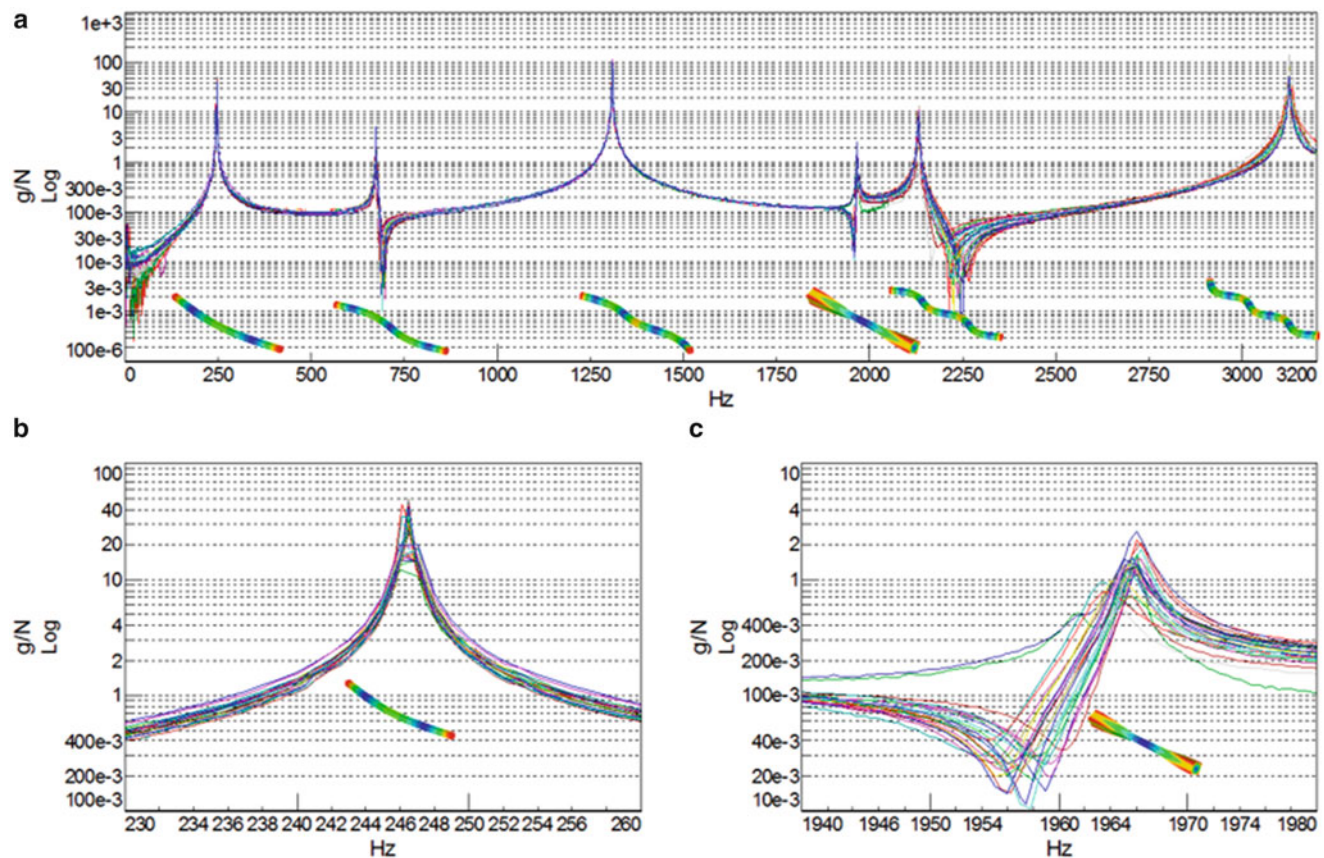 a
1e+3
100
30
10
3
1
300e-3
100e-3
30e-3
10e-3
3e-3
1e-3
100e-6
g/N
Log
0 250 500 750 1000 1250 1500 1750 2000 2250 2500 2750 3000 3200
Hz
b
100
40
20
10
4
2
1
400e-3
200e-3
100e-3
g/N
Log
230 234 236 238 240 242 244 246 248 250 252 254 256 260
Hz
c
10
4
2
1
400e-3
200e-3
100e-3
40e-3
20e-3
10e-3
g/N
Log
1940 1946 1950 1954 1960 1964 1970 1974 1980
Hz